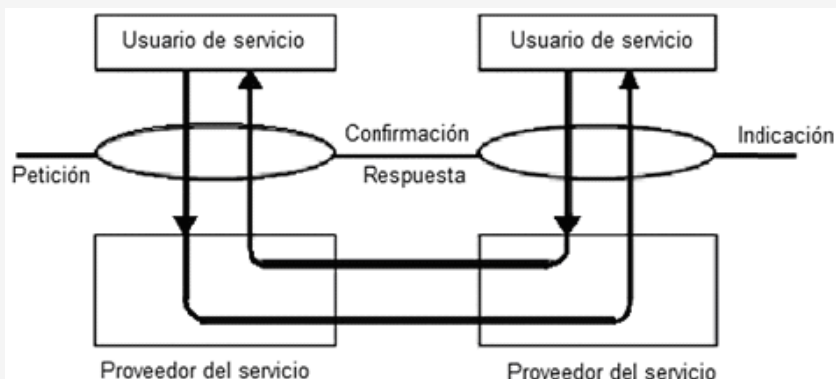 Usuario de servicio
Usuario de servicio
Petición
Confirmación
Respuesta
Indicación
Proveedor del servicio
Proveedor del servicio